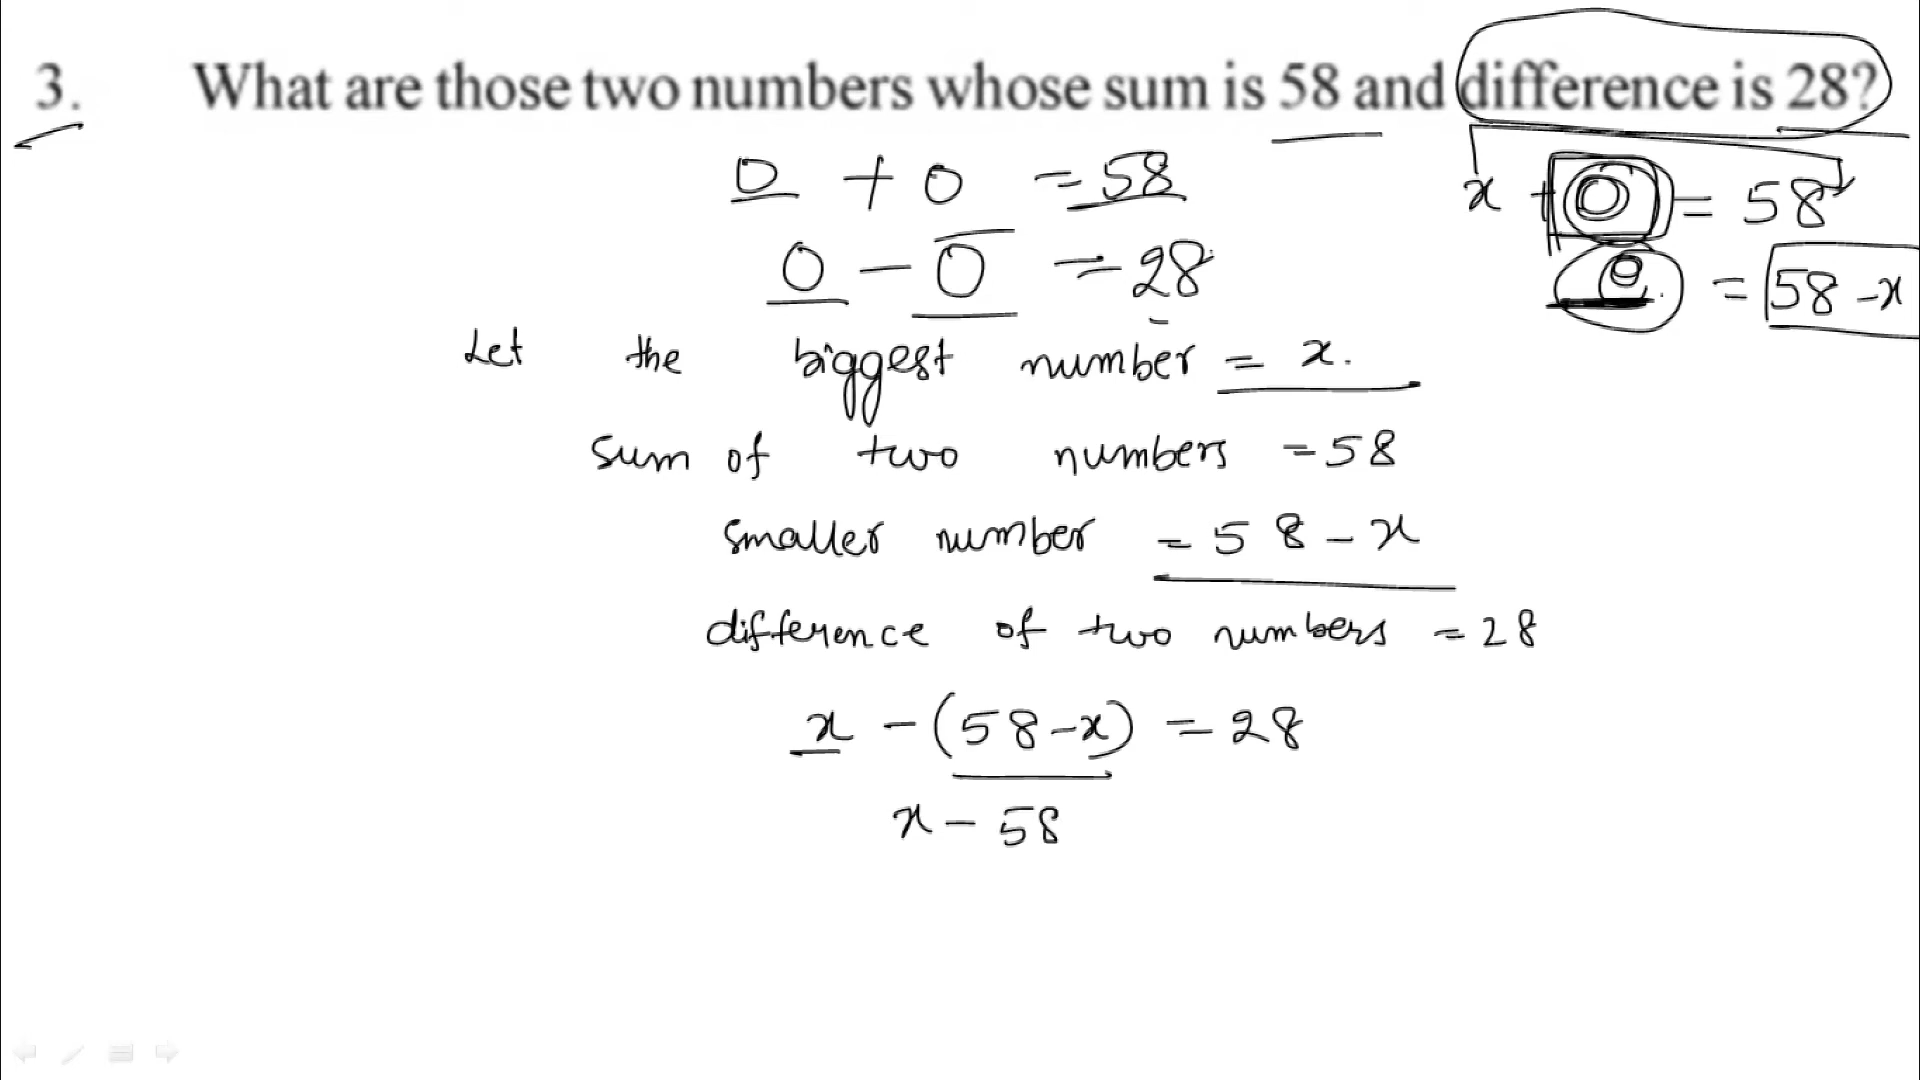 3. What are those two numbers whose sum is 58 and difference is 28?
0 + 0 = 58
x + 0 = 58
0 - 0 = 28
= 58 - x
Let the biggest number = x.
sum of two numbers = 58
smaller number = 58 - x
difference of two numbers = 28
x - (58 - x) = 28
x - 58